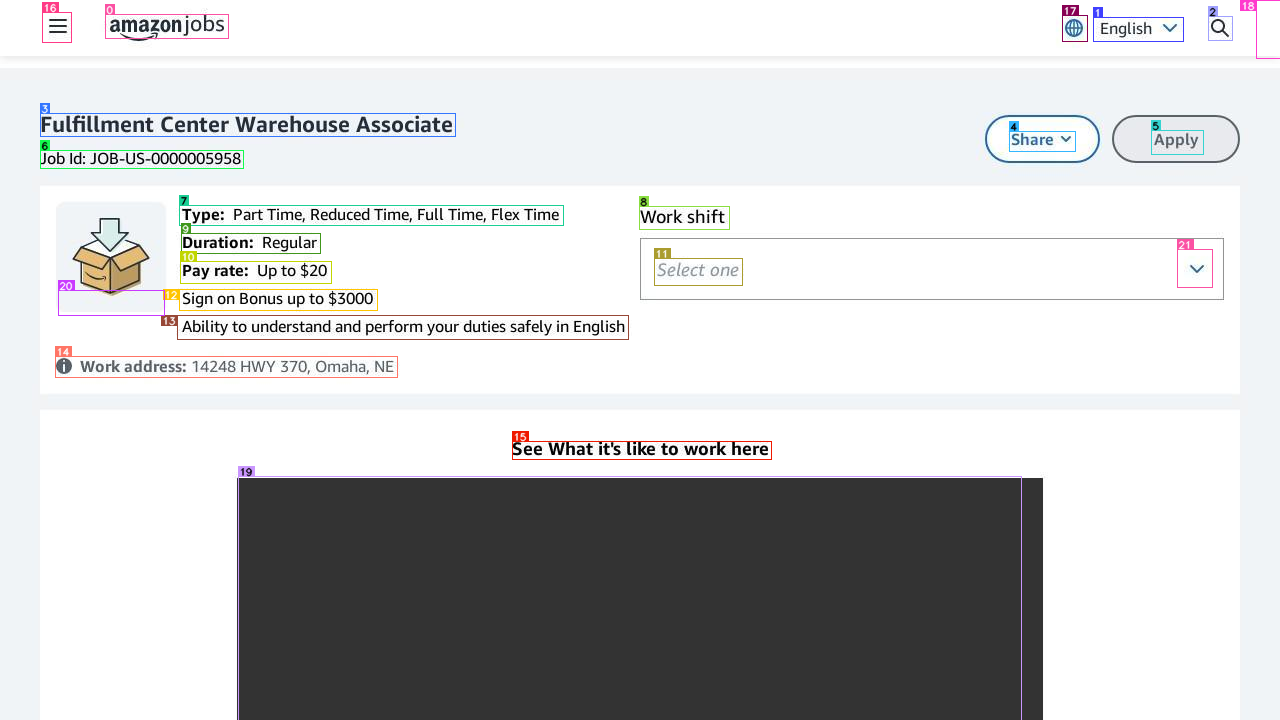 amazon jobs
English
Fulfillment Center Warehouse Associate
Job Id: JOB-US-0000005958
Share
Apply
Type: Part Time, Reduced Time, Full Time, Flex Time
Duration: Regular
Pay rate: Up to $20
Sign on Bonus up to $3000
Ability to understand and perform your duties safely in English
Work shift
Select one
Work address: 14248 HWY 370, Omaha, NE
See What it's like to work here
16
0
17
1
2
18
3
4
5
6
7
8
9
10
11
21
20
12
13
14
15
19